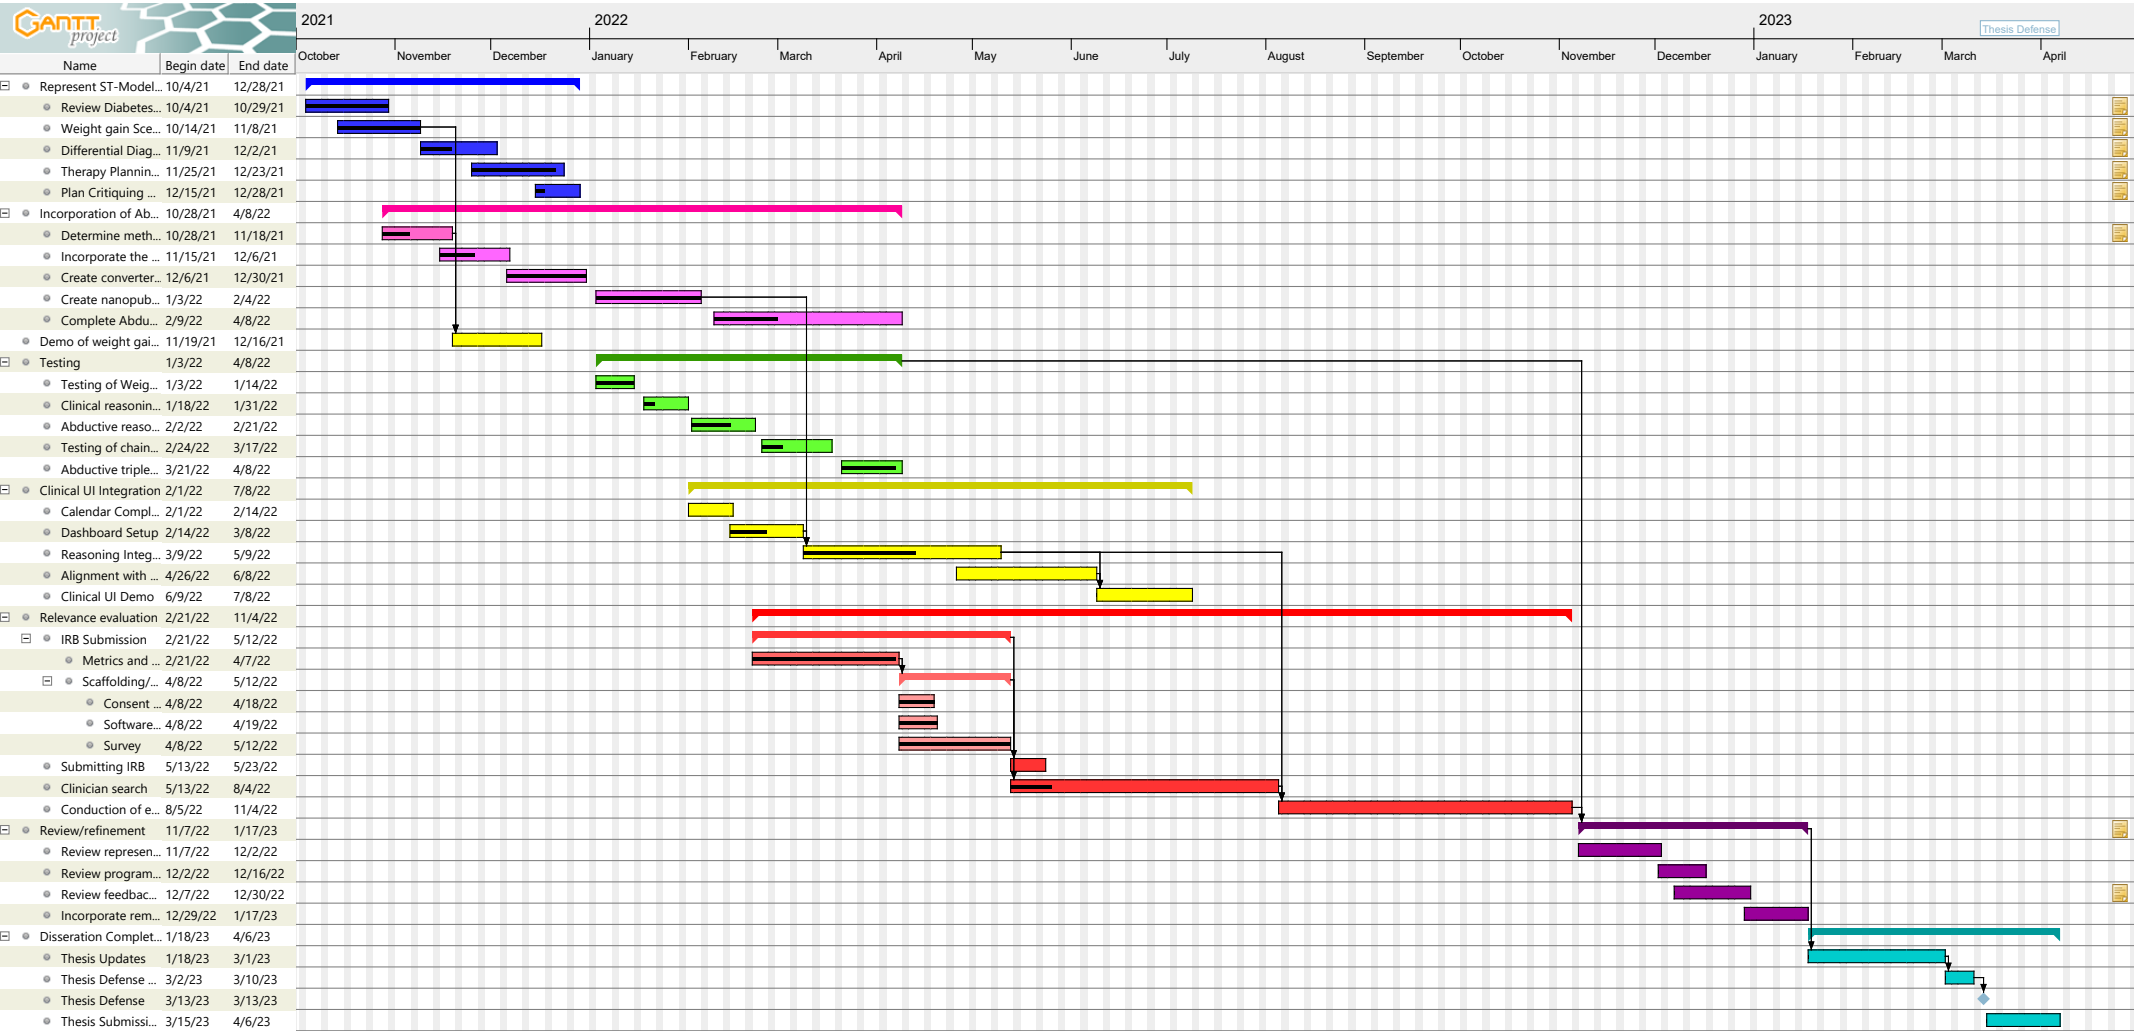 GANTT
project
2021
2022
2023
Thesis Defense
October November December January February March April May June July August September October November December January February March April
Name Begin date End date
Represent ST-Model... 10/4/21 12/28/21
Review Diabetes... 10/4/21 10/29/21
Weight gain Sce... 10/14/21 11/8/21
Differential Diag... 11/9/21 12/2/21
Therapy Plannin... 11/25/21 12/23/21
Plan Critiquing ... 12/15/21 12/28/21
Incorporation of Ab... 10/28/21 4/8/22
Determine meth... 10/28/21 11/18/21
Incorporate the ... 11/15/21 12/6/21
Create converter... 12/6/21 12/30/21
Create nanopub... 1/3/22 2/4/22
Complete Abdu... 2/9/22 4/8/22
Demo of weight gai... 11/19/21 12/16/21
Testing 1/3/22 4/8/22
Testing of Weig... 1/3/22 1/14/22
Clinical reasonin... 1/18/22 1/31/22
Abductive reaso... 2/2/22 2/21/22
Testing of chain... 2/24/22 3/17/22
Abductive triple... 3/21/22 4/8/22
Clinical UI Integration 2/1/22 7/8/22
Calendar Compl... 2/1/22 2/14/22
Dashboard Setup 2/14/22 3/8/22
Reasoning Integ... 3/9/22 5/9/22
Alignment with ... 4/26/22 6/8/22
Clinical UI Demo 6/9/22 7/8/22
Relevance evaluation 2/21/22 11/4/22
IRB Submission 2/21/22 5/12/22
Metrics and ... 2/21/22 4/7/22
Scaffolding/... 4/8/22 5/12/22
Consent ... 4/8/22 4/18/22
Software... 4/8/22 4/19/22
Survey 4/8/22 5/12/22
Submitting IRB 5/13/22 5/23/22
Clinician search 5/13/22 8/4/22
Conduction of e... 8/5/22 11/4/22
Review/refinement 11/7/22 1/17/23
Review represen... 11/7/22 12/2/22
Review program... 12/2/22 12/16/22
Review feedbac... 12/7/22 12/30/22
Incorporate rem... 12/29/22 1/17/23
Disseration Complet... 1/18/23 4/6/23
Thesis Updates 1/18/23 3/1/23
Thesis Defense ... 3/2/23 3/10/23
Thesis Defense 3/13/23 3/13/23
Thesis Submissi... 3/15/23 4/6/23